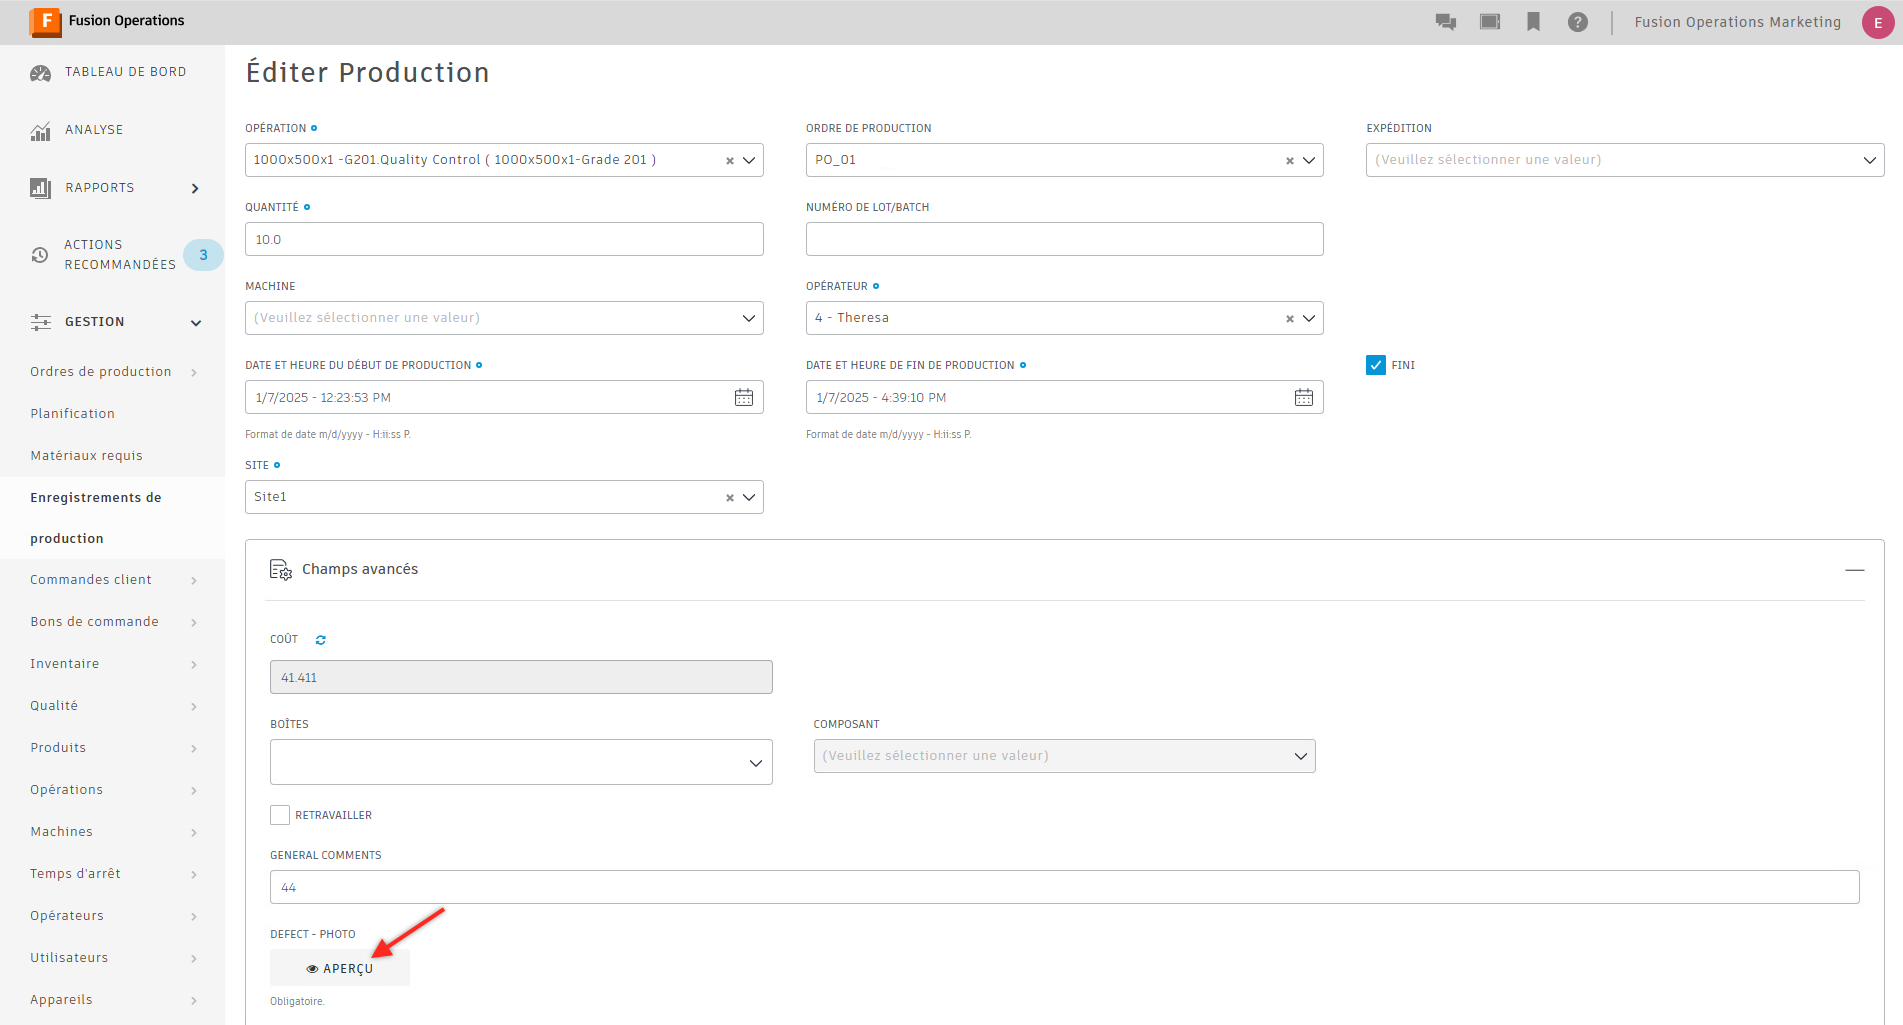 F Fusion Operations
? Fusion Operations Marketing E
TABLEAU DE BORD
ANALYSE
RAPPORTS
ACTIONS
RECOMMANDÉES 3
GESTION
Ordres de production
Planification
Matériaux requis
Enregistrements de
production
Commandes client
Bons de commande
Inventaire
Qualité
Produits
Opérations
Machines
Temps d'arrêt
Opérateurs
Utilisateurs
Appareils
Éditer Production
OPÉRATION
1000x500x1 -G201.Quality Control ( 1000x500x1-Grade 201 )
ORDRE DE PRODUCTION
PO_01
EXPÉDITION
(Veuillez sélectionner une valeur)
QUANTITÉ
10.0
NUMÉRO DE LOT/BATCH
MACHINE
(Veuillez sélectionner une valeur)
OPÉRATEUR
4 - Theresa
DATE ET HEURE DU DÉBUT DE PRODUCTION
1/7/2025 - 12:23:53 PM
Format de date m/d/yyyy - H:ii:ss P.
DATE ET HEURE DE FIN DE PRODUCTION
1/7/2025 - 4:39:10 PM
Format de date m/d/yyyy - H:ii:ss P.
FINI
SITE
Site1
Champs avancés
COÛT
41.411
BOÎTES
COMPOSANT
(Veuillez sélectionner une valeur)
RETRAVAILLER
GENERAL COMMENTS
44
DEFECT - PHOTO
APERÇU
Obligatoire.